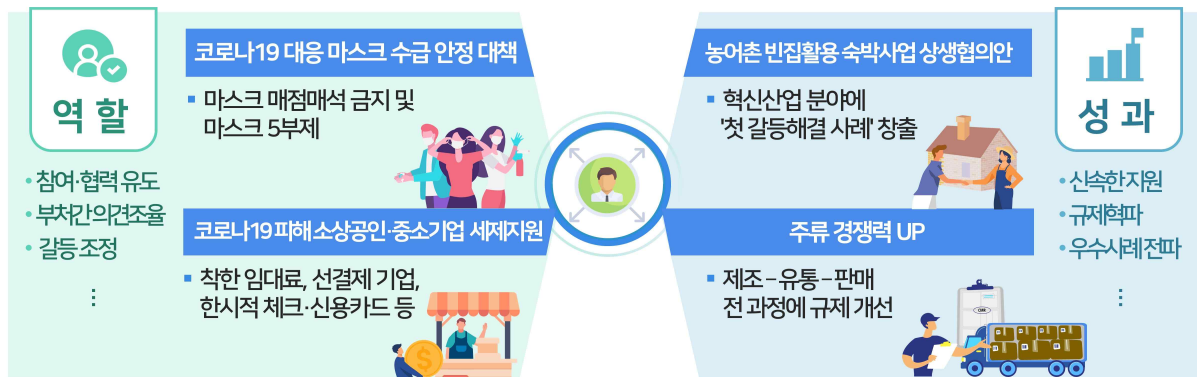 역할
• 참여·협력 유도
• 부처간 의견조율
• 갈등 조정
⋮
코로나19 대응 마스크 수급 안정 대책
▪ 마스크 매점매석 금지 및
마스크 5부제
코로나19 피해 소상공인·중소기업 세제지원
▪ 착한 임대료, 선결제 기업,
한시적 체크·신용카드 등
농어촌 빈집활용 숙박사업 상생협의안
▪ 혁신산업 분야에
'첫 갈등해결 사례' 창출
주류 경쟁력 UP
▪ 제조-유통-판매
전 과정에 규제 개선
성과
• 신속한 지원
• 규제혁파
• 우수사례 전파
⋮